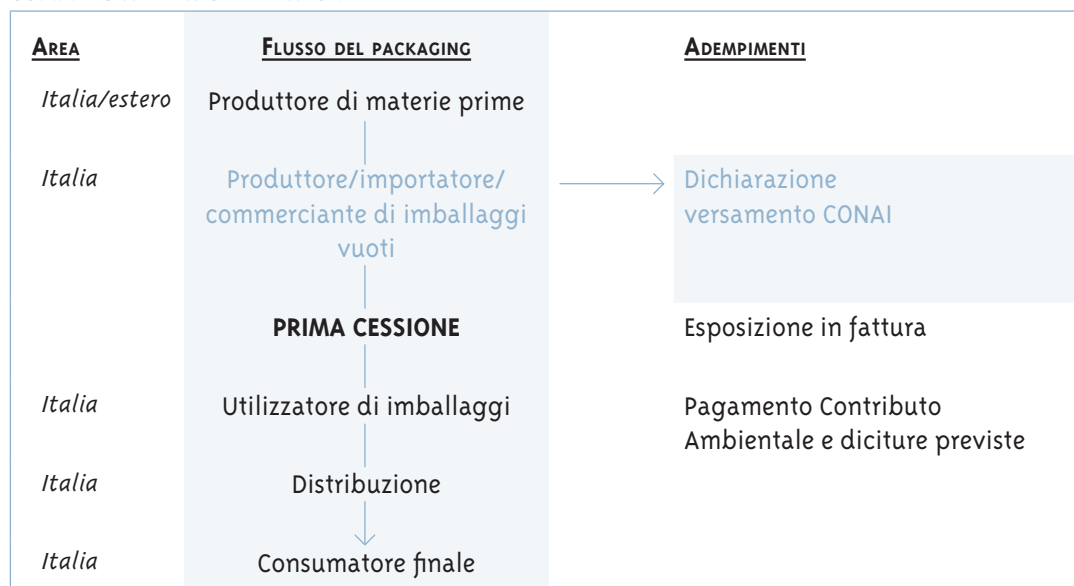 AREA FLUSSO DEL PACKAGING ADEMPIMENTI
Italia/estero Produttore di materie prime
Italia Produttore/importatore/ Dichiarazione
commerciante di imballaggi versamento CONAI
vuoti
PRIMA CESSIONE Esposizione in fattura
Italia Utilizzatore di imballaggi Pagamento Contributo
Ambientale e diciture previste
Italia Distribuzione
Italia Consumatore finale